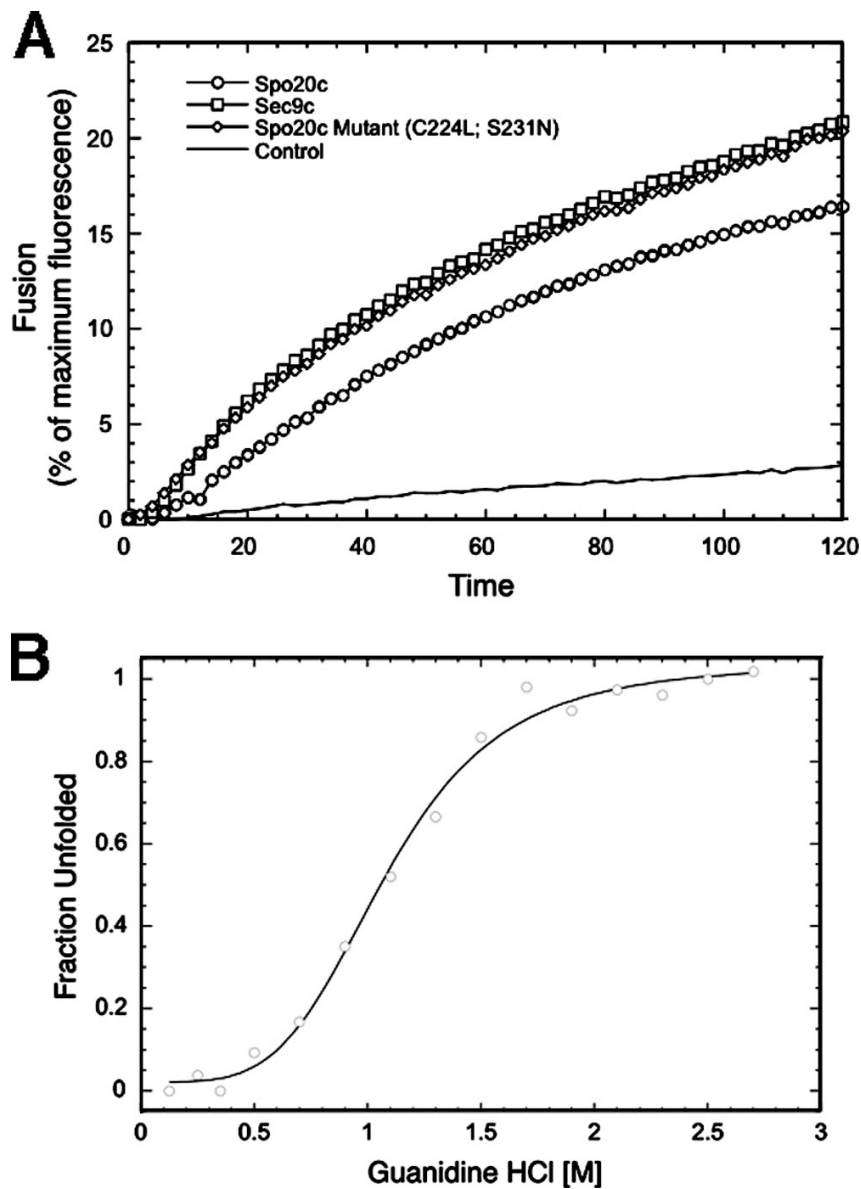 A
25
20
15
10
5
0
Fusion
(% of maximum fluorescence)
Spo20c
Sec9c
Spo20c Mutant (C224L; S231N)
Control
0 20 40 60 80 100 120
Time
B
1
0.8
0.6
0.4
0.2
0
Fraction Unfolded
0 0.5 1 1.5 2 2.5 3
Guanidine HCl [M]